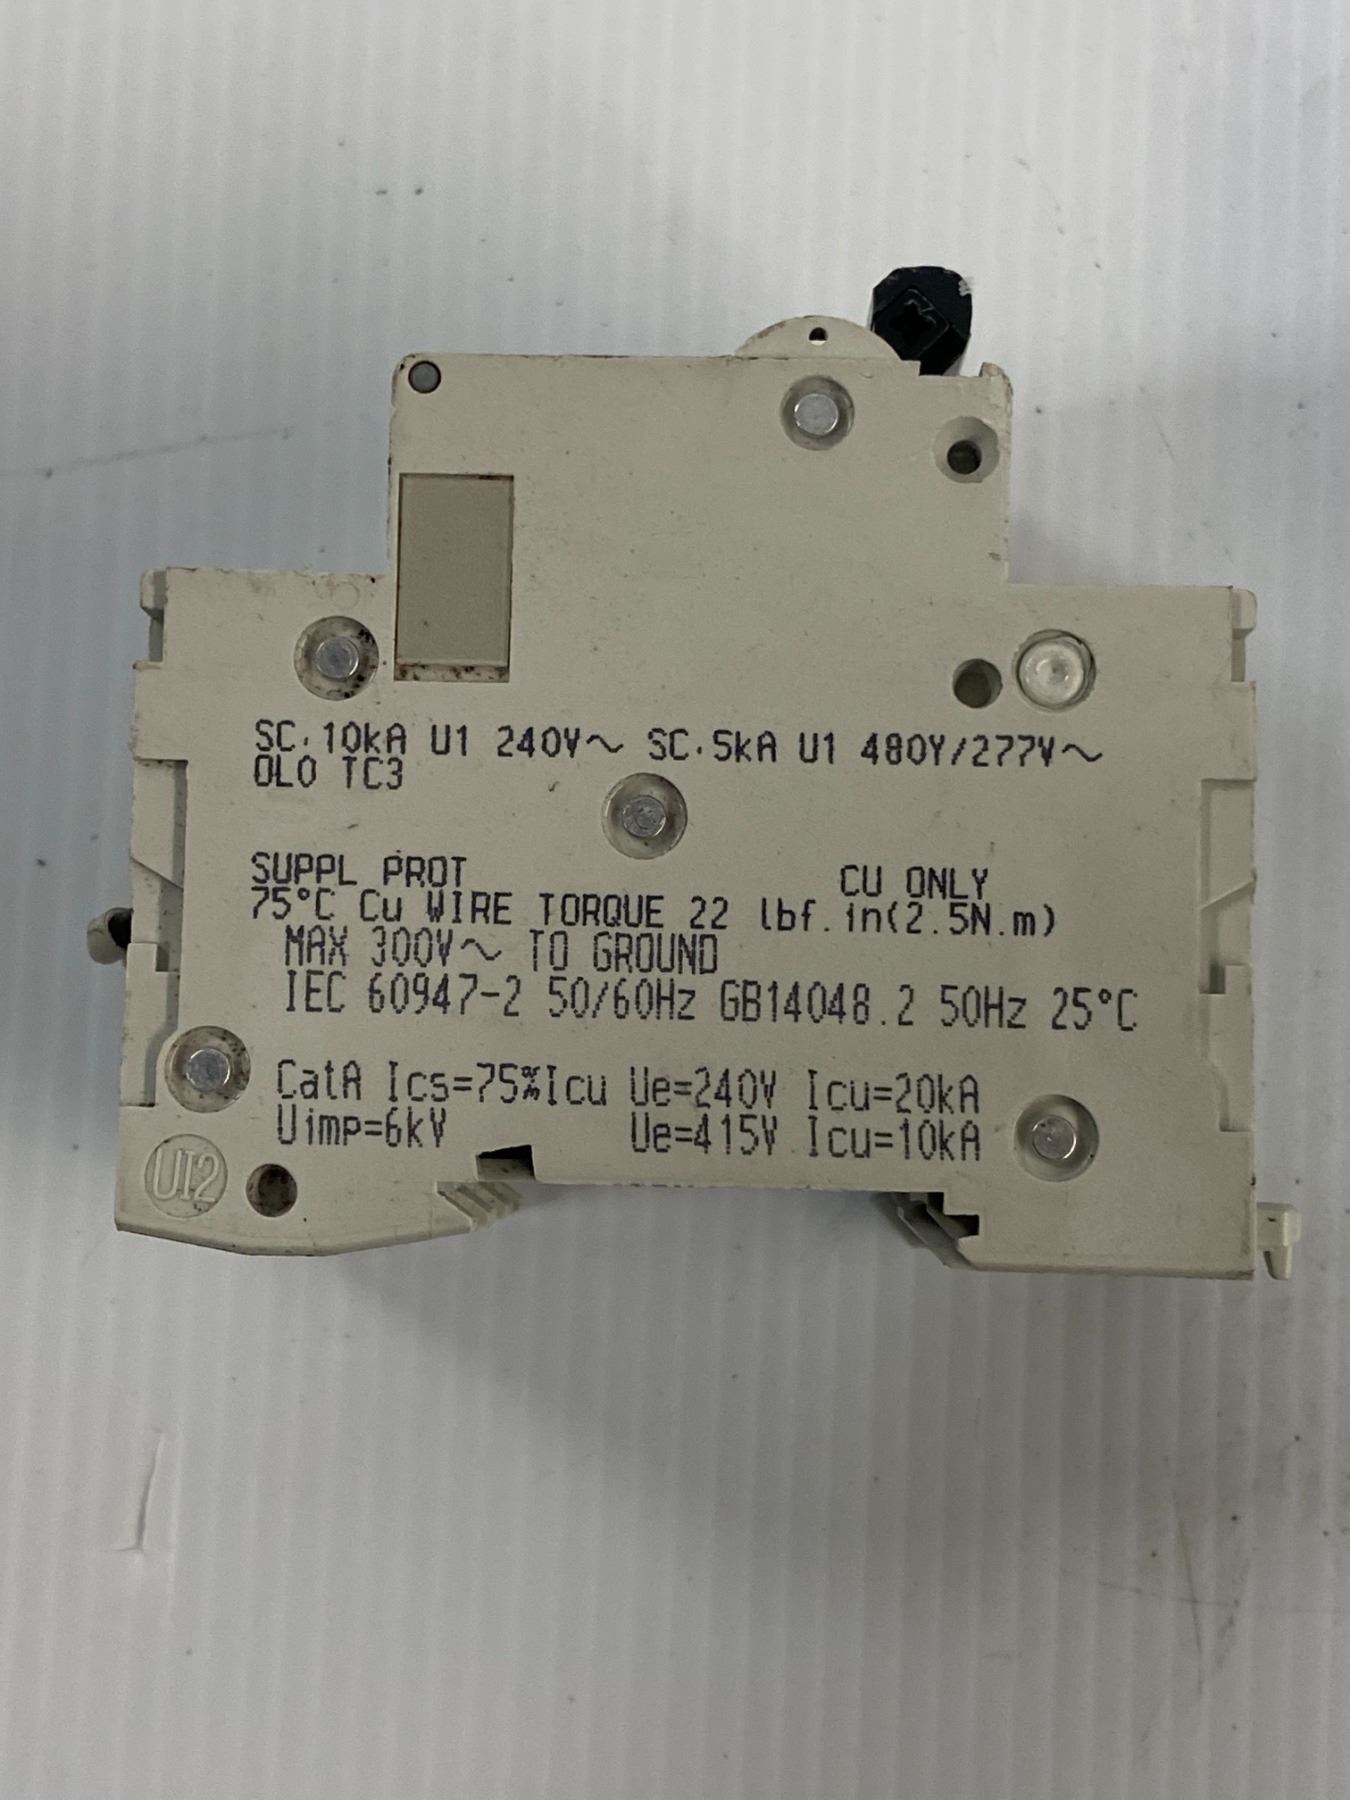 SC.10kA U1 240V~ SC.5kA U1 480Y/277V~
OL0 TC3
SUPPL PROT CU ONLY
75°C Cu WIRE TORQUE 22 lbf.in(2.5N.m)
MAX 300V~ TO GROUND
IEC 60947-2 50/60Hz GB14048.2 50Hz 25°C
CatA Ics=75%Icu Ue=240V Icu=20kA
Uimp=6kV Ue=415V Icu=10kA
UI2